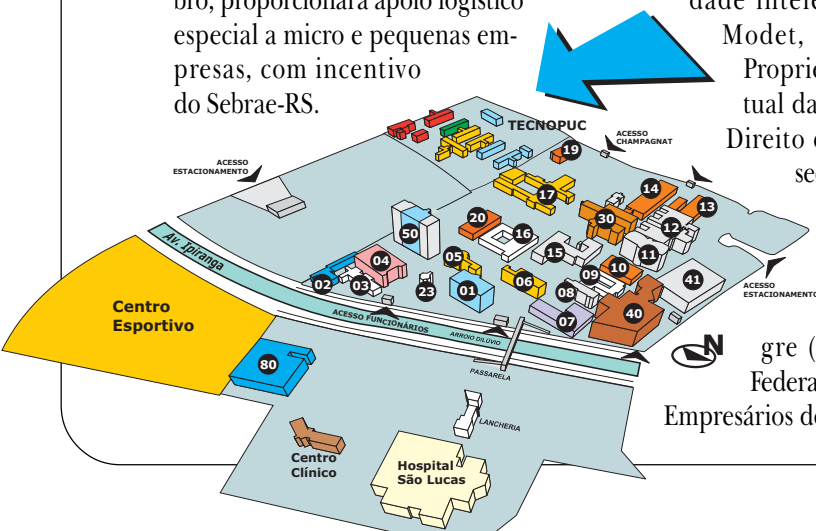 bro, proporcionará apoio logístico
especial a micro e pequenas em-
presas, com incentivo
do Sebrae-RS.
Modet,
Proprie
tual da
Direito
TECNOPUC
ACESSO
CHAMPAGNAT
ACESSO
ESTACIONAMENTO
19
17
14
13
30
12
20
16
50
11
15
04
05
10
09
41
02
03
23
01
06
08
07
40
ACESSO
ESTACIONAMENTO
Av. Ipiranga
ACESSO FUNCIONÁRIOS
ARROIO DILÚVIO
Centro
Esportivo
80
PASSARELA
N
gre (
Federa
Empresários d
LANCHERIA
Centro
Clínico
Hospital
São Lucas